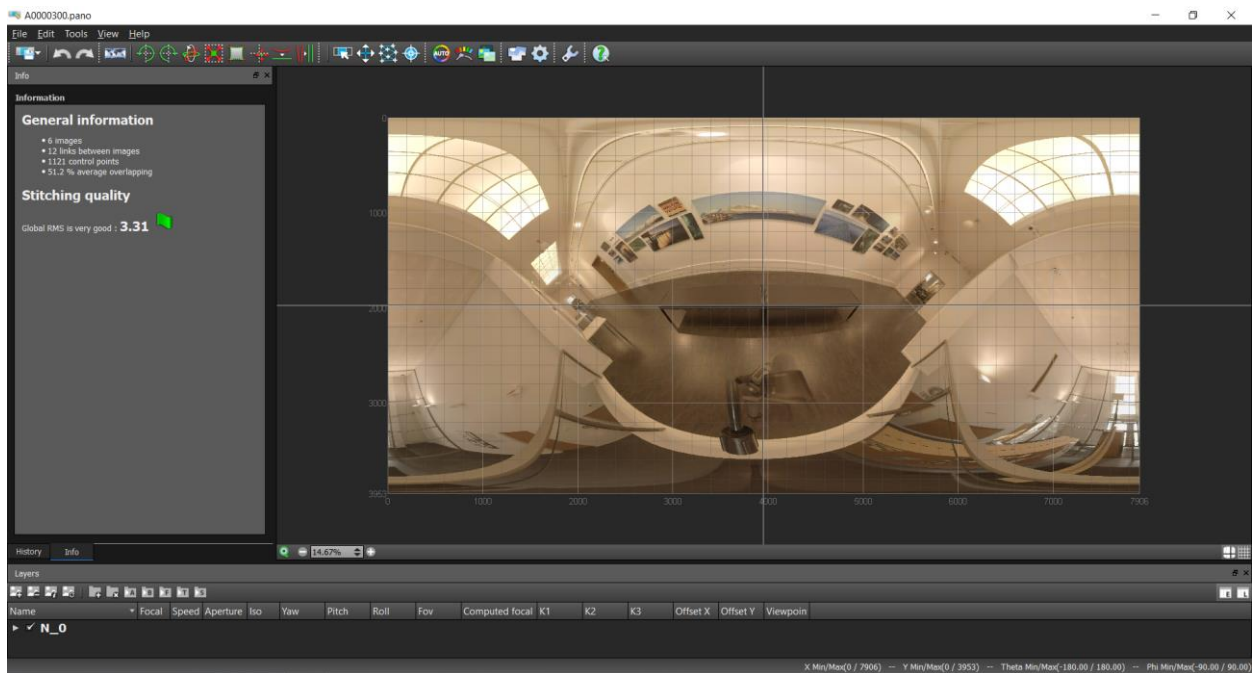 A0000300.pano
File Edit Tools View Help
AUTO
Info
Information
General information
• 6 images
• 12 links between images
• 1121 control points
• 51.2 % average overlapping
Stitching quality
Global RMS is very good : 3.31
0
1000
2000
3000
3953
0 1000 2000 3000 4000 5000 6000 7000 7906
History Info
14.67%
Layers
Name Focal Speed Aperture Iso Yaw Pitch Roll Fov Computed focal K1 K2 K3 Offset X Offset Y Viewpoin
N_0
X Min/Max(0 / 7906) — Y Min/Max(0 / 3953) — Theta Min/Max(-180.00 / 180.00) — Phi Min/Max(-90.00 / 90.00)